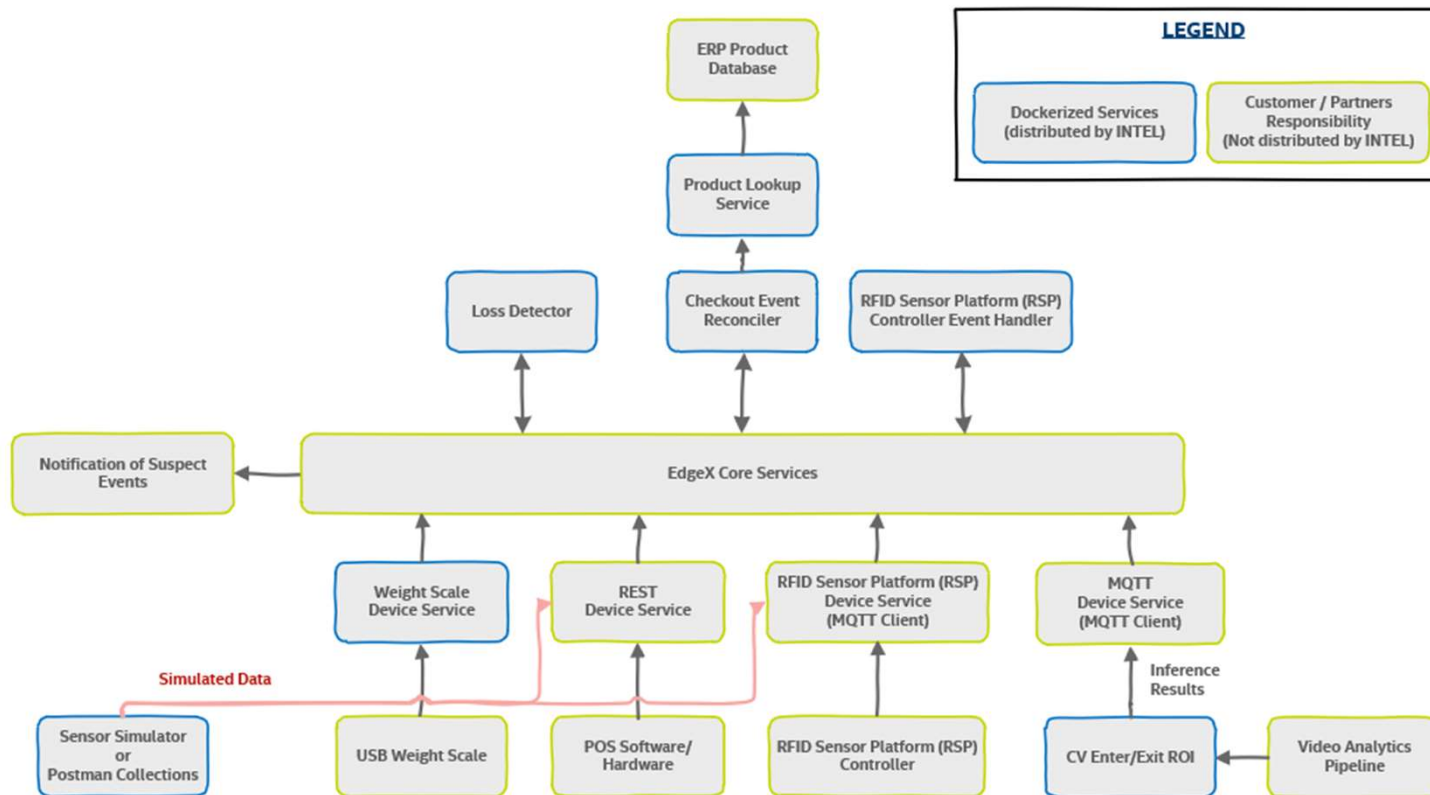 LEGEND
Dockerized Services
(distributed by INTEL)
Customer / Partners
Responsibility
(Not distributed by INTEL)
ERP Product
Database
Product Lookup
Service
Loss Detector
Checkout Event
Reconciler
RFID Sensor Platform (RSP)
Controller Event Handler
Notification of Suspect
Events
EdgeX Core Services
Weight Scale
Device Service
REST
Device Service
RFID Sensor Platform (RSP)
Device Service
(MQTT Client)
MQTT
Device Service
(MQTT Client)
Simulated Data
Inference
Results
Sensor Simulator
or
Postman Collections
USB Weight Scale
POS Software/
Hardware
RFID Sensor Platform (RSP)
Controller
CV Enter/Exit ROI
Video Analytics
Pipeline